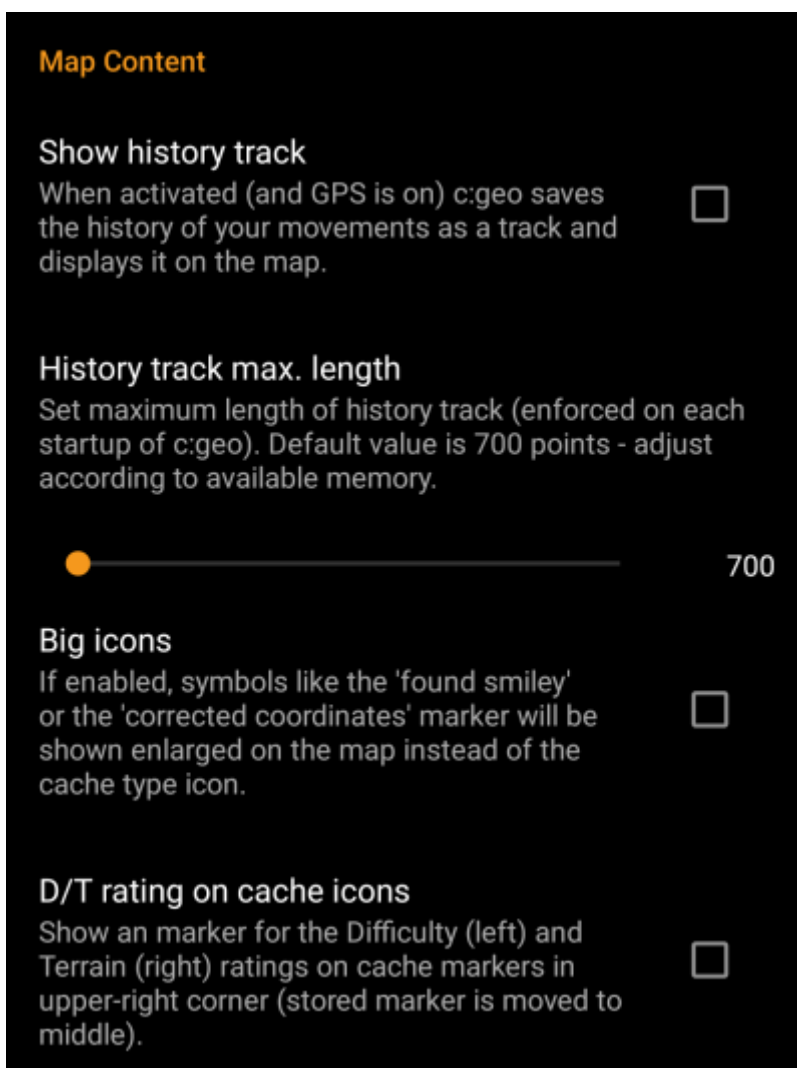 Map Content
Show history track
When activated (and GPS is on) c:geo saves
the history of your movements as a track and
displays it on the map.
History track max. length
Set maximum length of history track (enforced on each
startup of c:geo). Default value is 700 points - adjust
according to available memory.
700
Big icons
If enabled, symbols like the 'found smiley'
or the 'corrected coordinates' marker will be
shown enlarged on the map instead of the
cache type icon.
D/T rating on cache icons
Show an marker for the Difficulty (left) and
Terrain (right) ratings on cache markers in
upper-right corner (stored marker is moved to
middle).